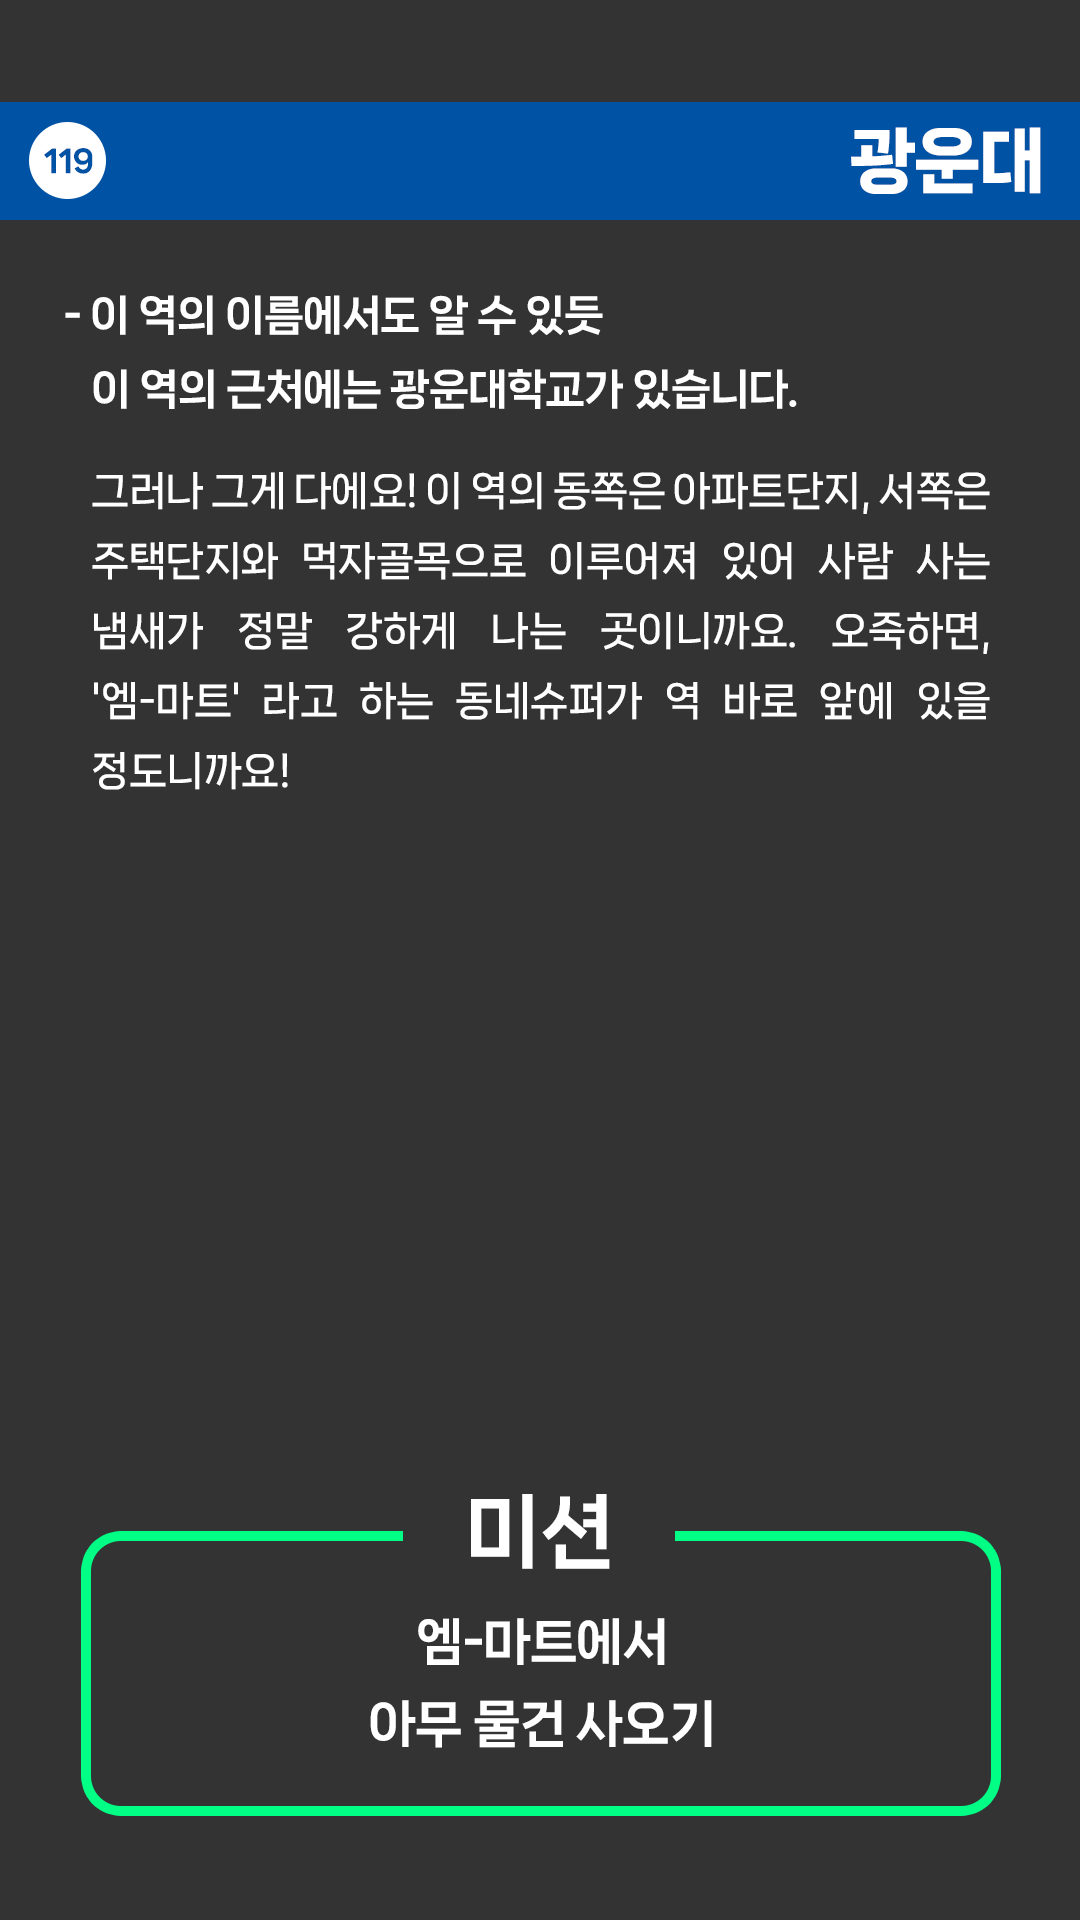 119
광운대
- 이 역의 이름에서도 알 수 있듯
이 역의 근처에는 광운대학교가 있습니다.
그러나 그게 다에요! 이 역의 동쪽은 아파트단지, 서쪽은
주택단지와 먹자골목으로 이루어져 있어 사람 사는
냄새가 정말 강하게 나는 곳이니까요. 오죽하면,
'엠-마트' 라고 하는 동네슈퍼가 역 바로 앞에 있을
정도니까요!
미션
엠-마트에서
아무 물건 사오기